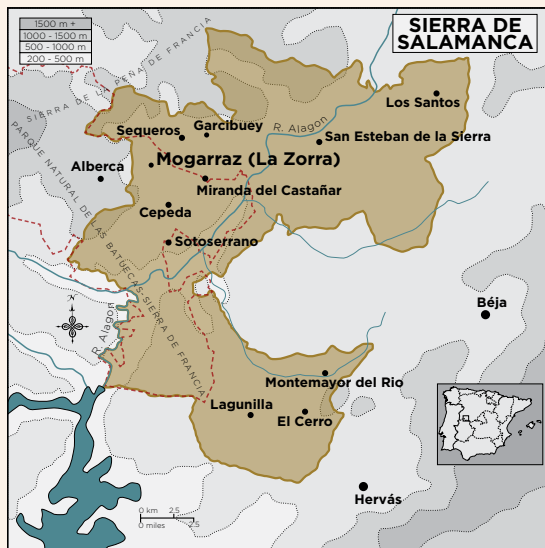 1500 m +
1000 - 1500 m
500 - 1000 m
200 - 500 m
SIERRA DE
SALAMANCA
SIERRA DE LA PEÑA DE FRANCIA
PARQUE NATURAL DE LAS BATUECAS-SIERRA DE FRANCIA
Los Santos
R. Alagon
Garcibuey
Sequeros
San Esteban de la Sierra
Mogarraz (La Zorra)
Alberca
Miranda del Castañar
Cepeda
Sotoserrano
N
R. Alagon
Béja
Montemayor del Rio
Lagunilla
El Cerro
Hervás
0 km 2.5
0 miles 2.5